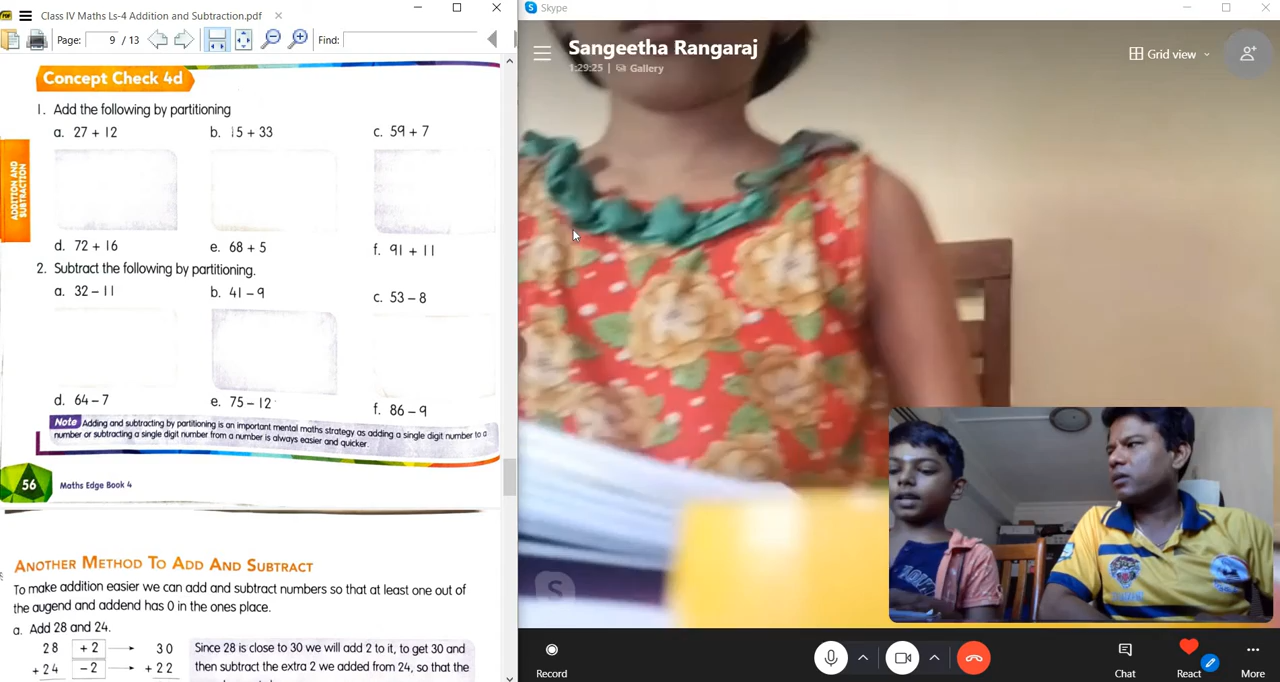 Class IV Maths Ls-4 Addition and Subtraction.pdf
Page: 9 / 13
Find:
Concept Check 4d
1. Add the following by partitioning
a. 27 + 12
b. 15 + 33
c. 59 + 7
ADDITION AND
SUBTRACTION
d. 72 + 16
e. 68 + 5
f. 91 + 11
2. Subtract the following by partitioning.
a. 32 – 11
b. 41 – 9
c. 53 – 8
d. 64 – 7
e. 75 – 12
f. 86 – 9
Note Adding and subtracting by partitioning is an important mental maths strategy as adding a single digit number to a
number or subtracting a single digit number from a number is always easier and quicker.
56 Maths Edge Book 4
ANOTHER METHOD TO ADD AND SUBTRACT
To make addition easier we can add and subtract numbers so that at least one out of
the augend and addend has 0 in the ones place.
a. Add 28 and 24.
28 +2 → 30
+24 –2 → +22
Since 28 is close to 30 we will add 2 to it, to get 30 and
then subtract the extra 2 we added from 24, so that the
Skype
Sangeetha Rangaraj
1:29:25 | Gallery
Grid view
Record
Chat
React
More